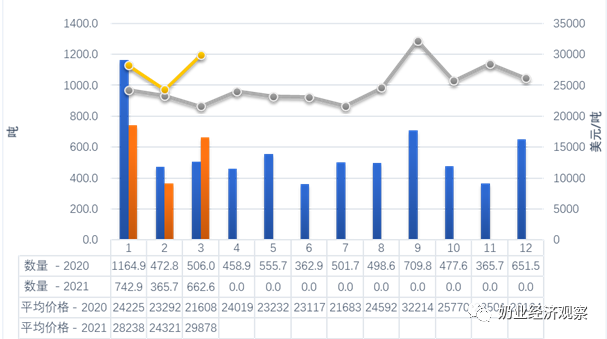 1400.0 35000
1200.0 30000
1000.0 25000
800.0 20000
600.0 15000
400.0 10000
200.0 5000
0.0 0
吨
美元/吨
1 2 3 4 5 6 7 8 9 10 11 12
数量 - 2020 1164.9 472.8 506.0 458.9 555.7 362.9 501.7 498.6 709.8 477.6 365.7 651.5
数量 - 2021 742.9 365.7 662.6 0.0 0.0 0.0 0.0 0.0 0.0 0.0 0.0 0.0
平均价格 - 2020 24225 23292 21608 24019 23232 23117 21683 24592 32214 25770
平均价格 - 2021 28238 24321 29878
奶业经济观察